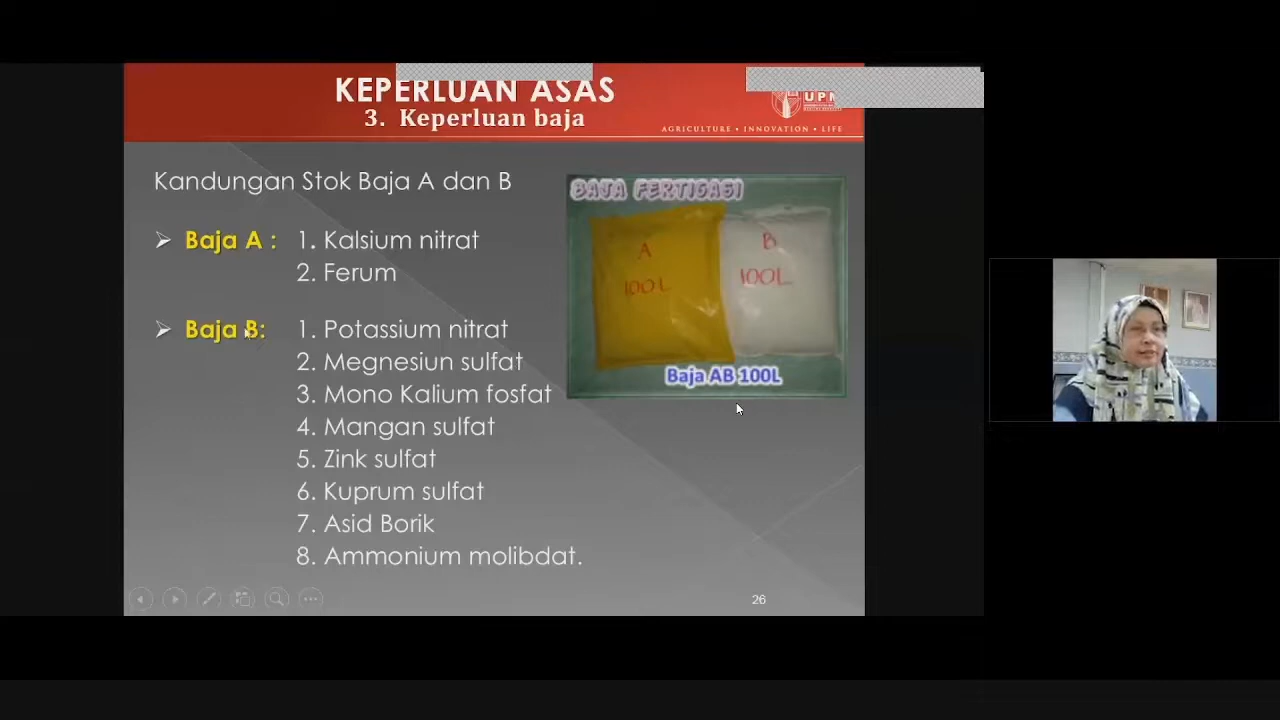 KEPERLUAN ASAS
3. Keperluan baja
UPM
AGRICULTURE • INNOVATION • LIFE
Kandungan Stok Baja A dan B
➢ Baja A : 1. Kalsium nitrat
2. Ferum
➢ Baja B: 1. Potassium nitrat
2. Megnesiun sulfat
3. Mono Kalium fosfat
4. Mangan sulfat
5. Zink sulfat
6. Kuprum sulfat
7. Asid Borik
8. Ammonium molibdat.
BAJA FERTIGASI
A
100L
B
100L
Baja AB 100L
26